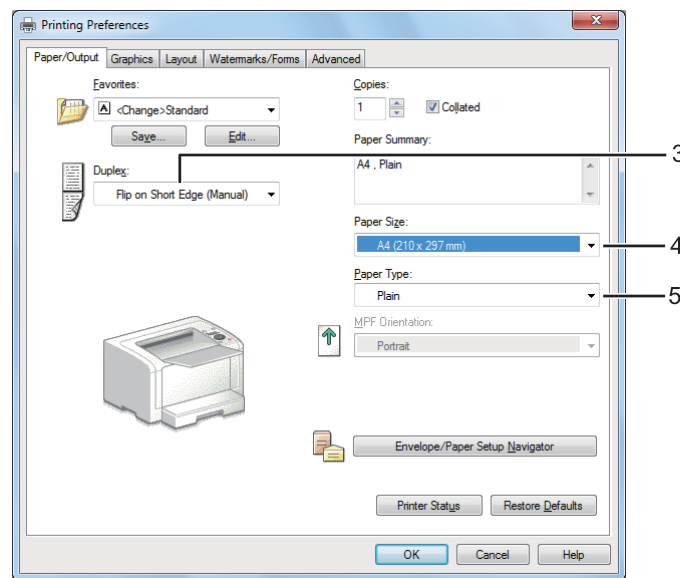 Printing Preferences
x
Paper/Output Graphics Layout Watermarks/Forms Advanced
Favorites:
A <Change>Standard
Save... Edit...
Duplex:
Flip on Short Edge (Manual)
Copies:
1 Collated
Paper Summary:
A4 , Plain
3
Paper Size:
A4 (210 x 297 mm)
4
Paper Type:
Plain
5
MPF Orientation:
Portrait
Envelope/Paper Setup Navigator
Printer Status Restore Defaults
OK Cancel Help